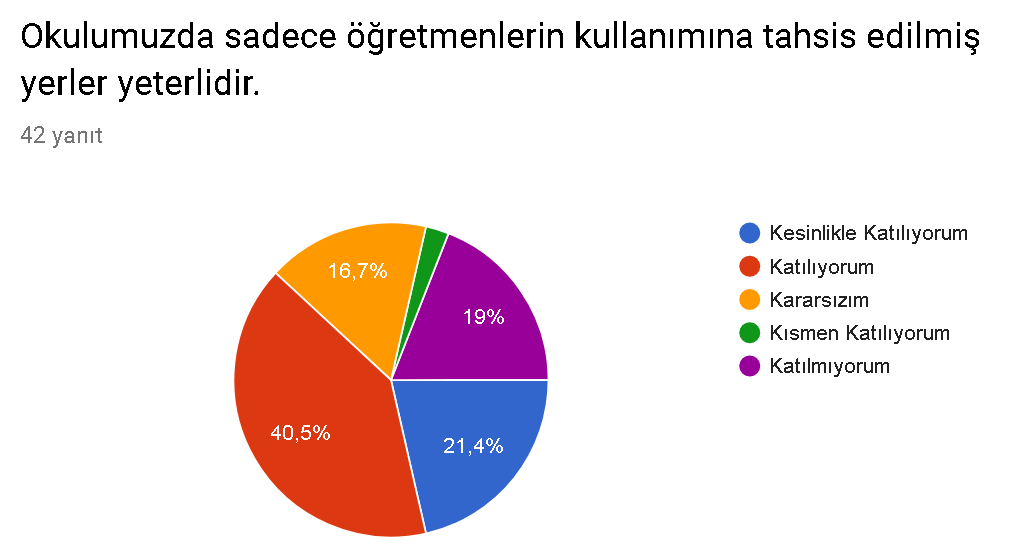 Okulumuzda sadece öğretmenlerin kullanımına tahsis edilmiş
yerler yeterlidir.
42 yanıt
16,7%
19%
40,5%
21,4%
Kesinlikle Katılıyorum
Katılıyorum
Kararsızım
Kısmen Katılıyorum
Katılmıyorum